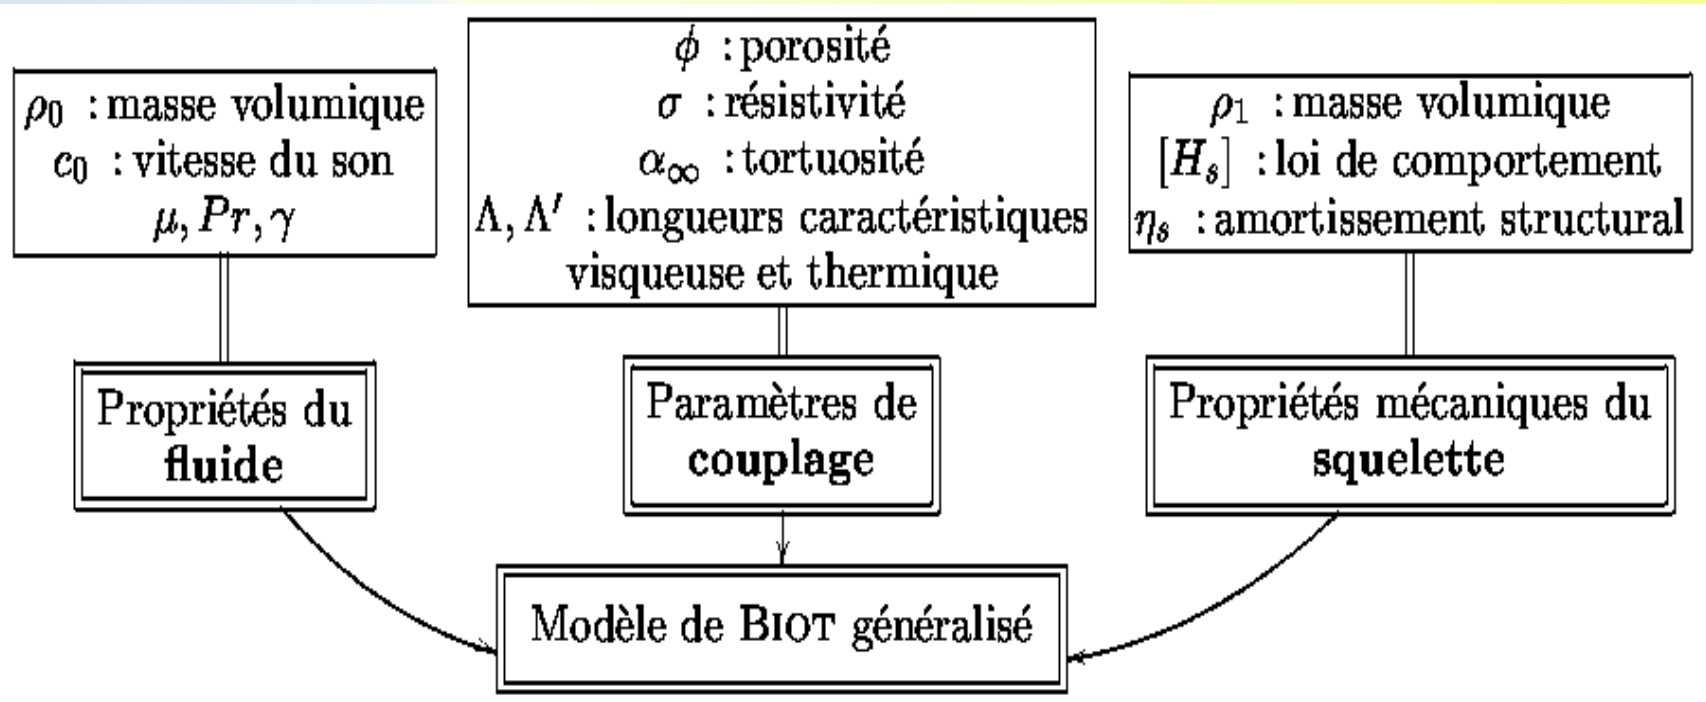 ρ₀ : masse volumique
c₀ : vitesse du son
μ, Pr, γ
ϕ : porosité
σ : résistivité
α∞ : tortuosité
Λ, Λ′ : longueurs caractéristiques
visqueuse et thermique
ρ₁ : masse volumique
[Hₛ] : loi de comportement
ηₛ : amortissement structural
Propriétés du
fluide
Paramètres de
couplage
Propriétés mécaniques du
squelette
Modèle de BIOT généralisé